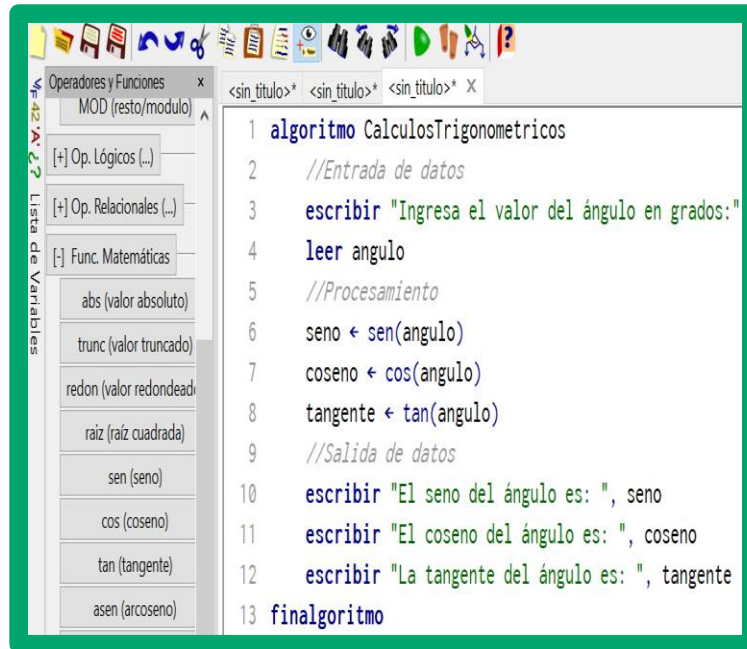 Operadores y Funciones x
<sin_titulo>* <sin_titulo>* <sin_titulo>* X
VF 42 'A' ¿? Lista de Variables
MOD (resto/modulo)
[+] Op. Lógicos (...)
[+] Op. Relacionales (...)
[-] Func. Matemáticas
abs (valor absoluto)
trunc (valor truncado)
redon (valor redondeado
raiz (raíz cuadrada)
sen (seno)
cos (coseno)
tan (tangente)
asen (arcoseno)
1 algoritmo CalculosTrigonometricos
2 //Entrada de datos
3 escribir "Ingresa el valor del ángulo en grados:"
4 leer angulo
5 //Procesamiento
6 seno ← sen(angulo)
7 coseno ← cos(angulo)
8 tangente ← tan(angulo)
9 //Salida de datos
10 escribir "El seno del ángulo es: ", seno
11 escribir "El coseno del ángulo es: ", coseno
12 escribir "La tangente del ángulo es: ", tangente
13 finalgoritmo